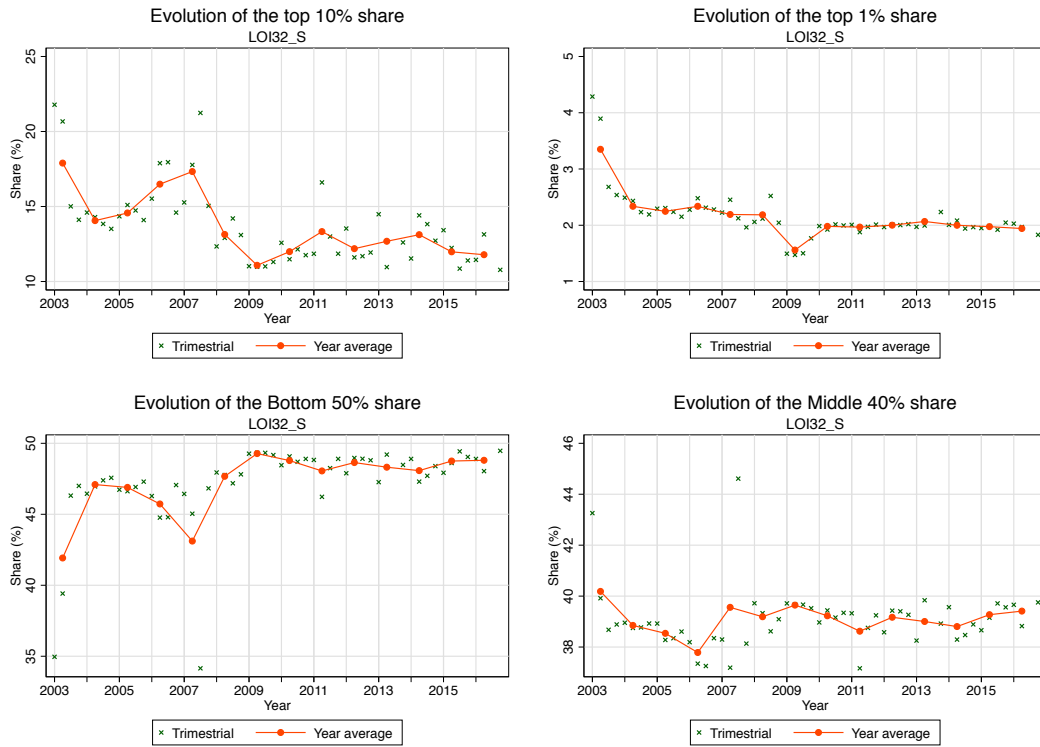 Evolution of the top 10% share
LOI32_S
Share (%)
25
20
15
10
2003 2005 2007 2009 2011 2013 2015
Year
Trimestrial Year average
Evolution of the top 1% share
LOI32_S
Share (%)
5
4
3
2
1
2003 2005 2007 2009 2011 2013 2015
Year
Trimestrial Year average
Evolution of the Bottom 50% share
LOI32_S
Share (%)
50
45
40
35
2003 2005 2007 2009 2011 2013 2015
Year
Trimestrial Year average
Evolution of the Middle 40% share
LOI32_S
Share (%)
46
44
42
40
38
36
2003 2005 2007 2009 2011 2013 2015
Year
Trimestrial Year average